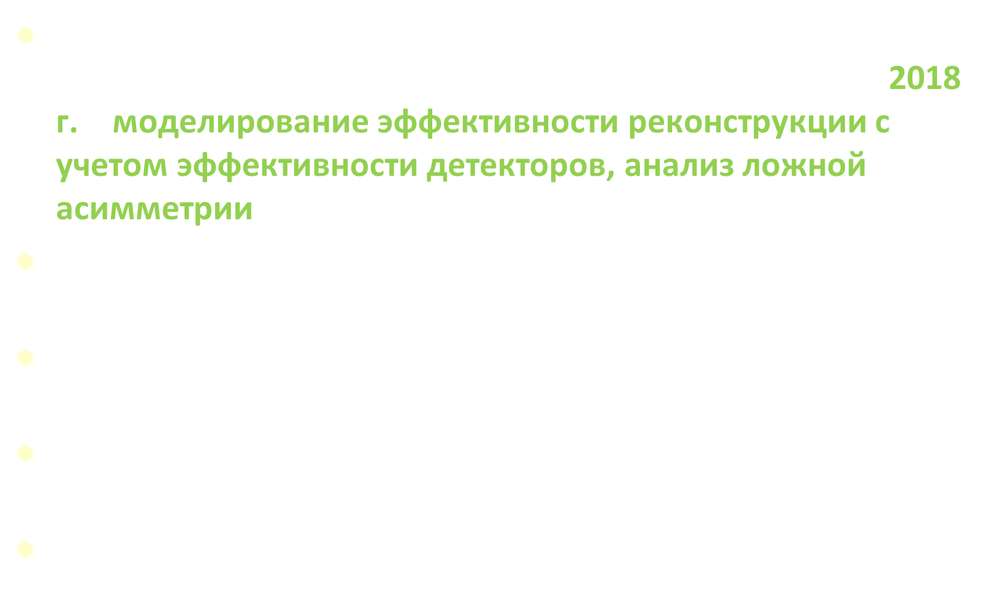 2018
г. моделирование эффективности реконструкции с
учетом эффективности детекторов, анализ ложной
асимметрии